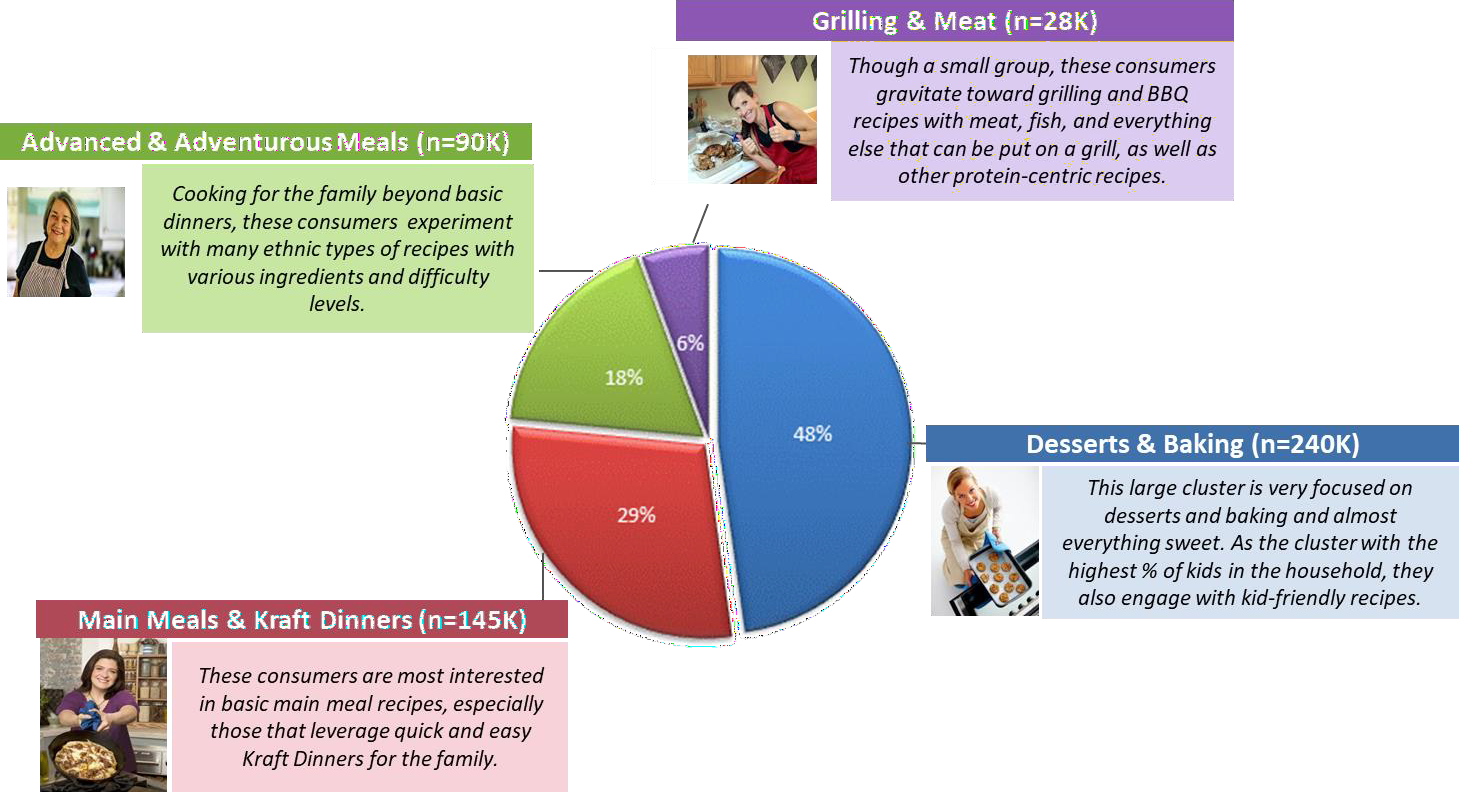 Grilling & Meat (n=28K)
Though a small group, these consumers
gravitate toward grilling and BBQ
recipes with meat, fish, and everything
else that can be put on a grill, as well as
other protein-centric recipes.
Advanced & Adventurous Meals (n=90K)
Cooking for the family beyond basic
dinners, these consumers experiment
with many ethnic types of recipes with
various ingredients and difficulty
levels.
6%
18%
48%
29%
Desserts & Baking (n=240K)
This large cluster is very focused on
desserts and baking and almost
everything sweet. As the cluster with the
highest % of kids in the household, they
also engage with kid-friendly recipes.
Main Meals & Kraft Dinners (n=145K)
These consumers are most interested
in basic main meal recipes, especially
those that leverage quick and easy
Kraft Dinners for the family.